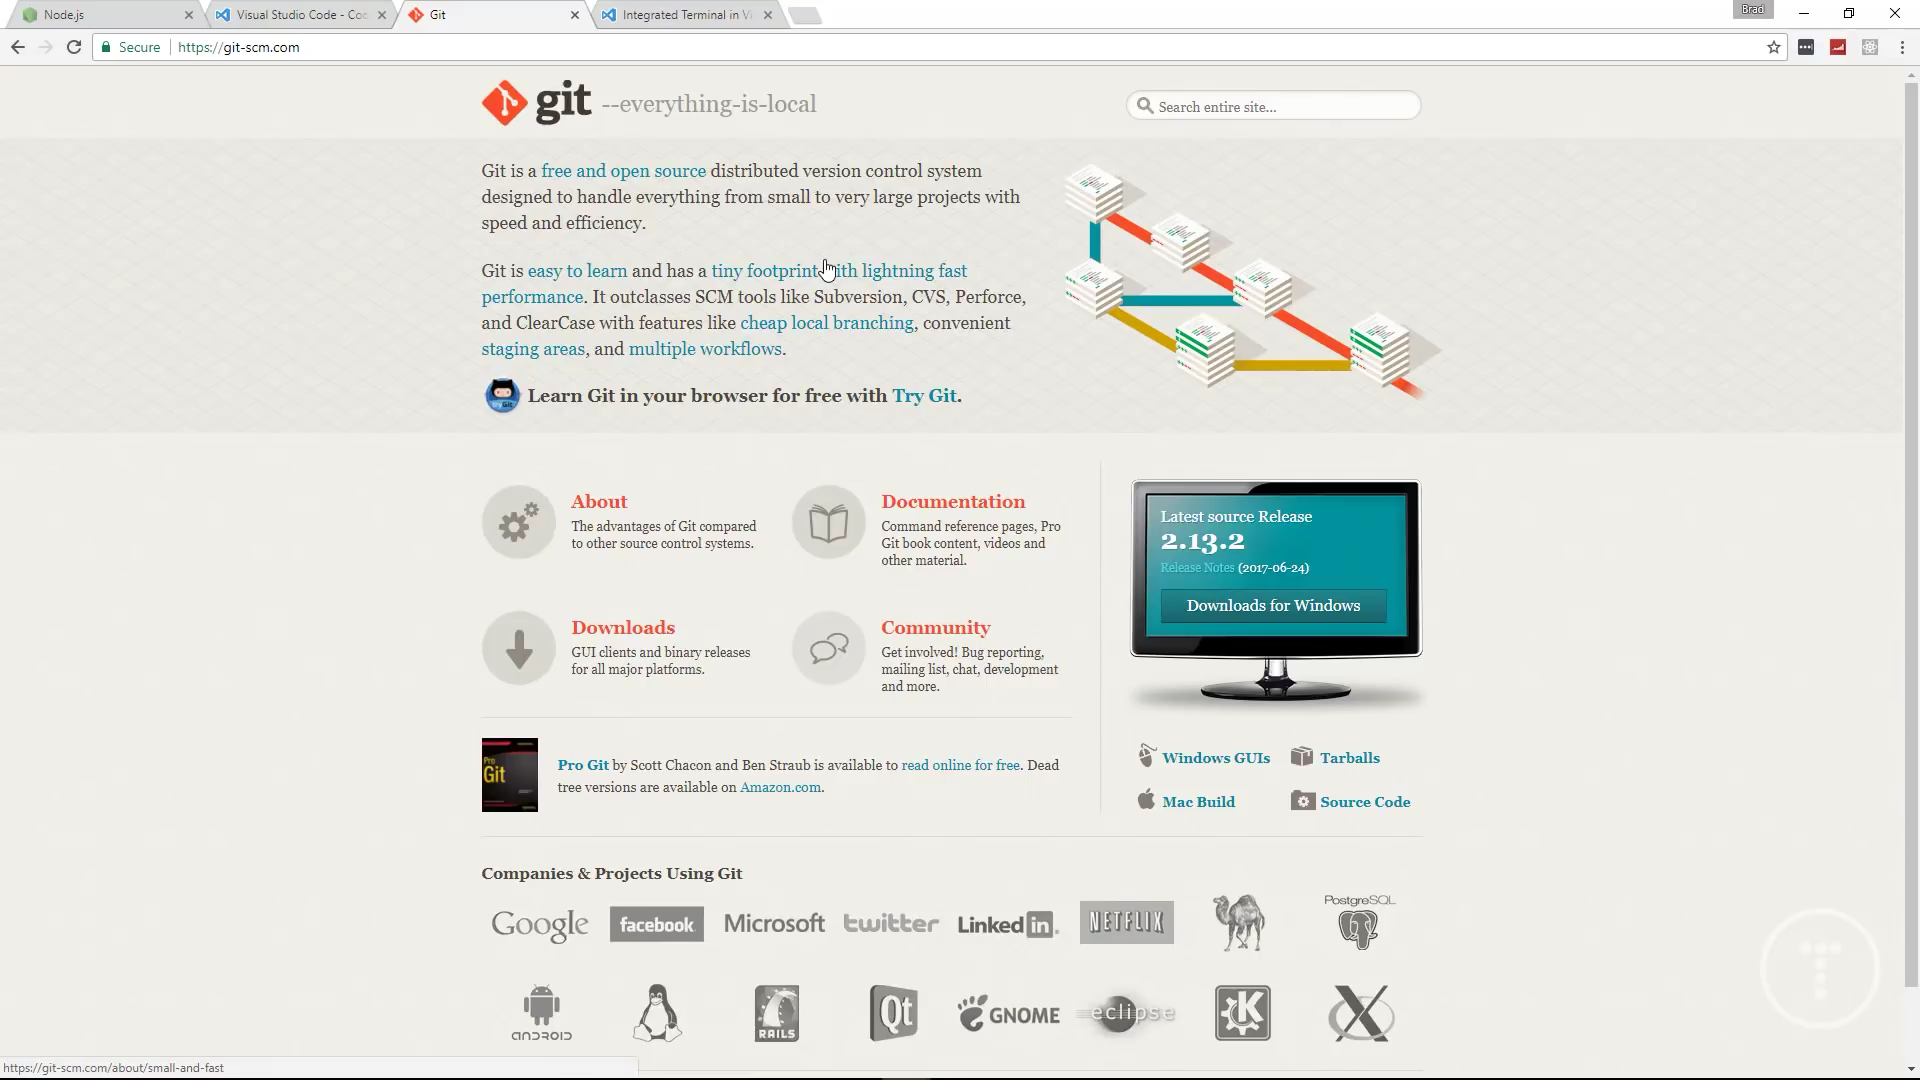 Node.js
Visual Studio Code - Coo
Git
Integrated Terminal in Vi
Brad
Secure
https://git-scm.com
git --everything-is-local
Search entire site...
Git is a free and open source distributed version control system
designed to handle everything from small to very large projects with
speed and efficiency.
Git is easy to learn and has a tiny footprint with lightning fast
performance. It outclasses SCM tools like Subversion, CVS, Perforce,
and ClearCase with features like cheap local branching, convenient
staging areas, and multiple workflows.
Learn Git in your browser for free with Try Git.
About
The advantages of Git compared
to other source control systems.
Documentation
Command reference pages, Pro
Git book content, videos and
other material.
Downloads
GUI clients and binary releases
for all major platforms.
Community
Get involved! Bug reporting,
mailing list, chat, development
and more.
Latest source Release
2.13.2
Release Notes (2017-06-24)
Downloads for Windows
Windows GUIs
Tarballs
Mac Build
Source Code
Pro
Git
Pro Git by Scott Chacon and Ben Straub is available to read online for free. Dead
tree versions are available on Amazon.com.
Companies & Projects Using Git
Google
facebook
Microsoft
twitter
Linked in
NETFLIX
PostgreSQL
ANDROID
RAILS
Qt
GNOME
eclipse
K
X
T
https://git-scm.com/about/small-and-fast